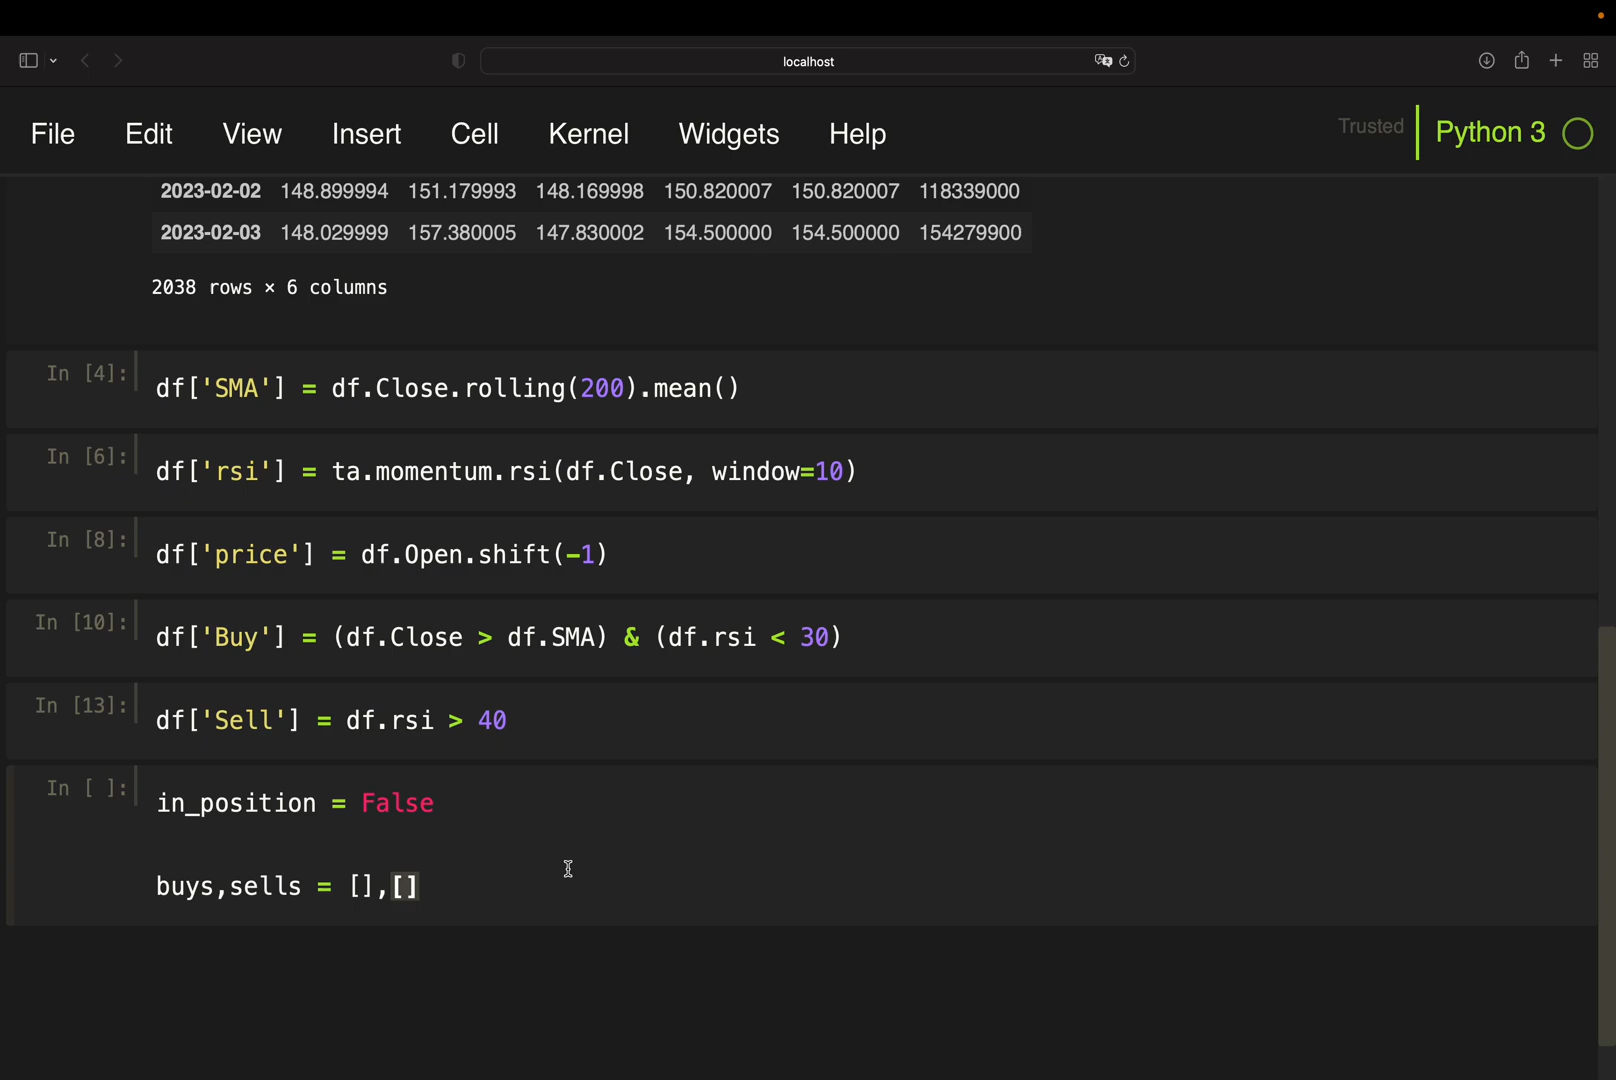 localhost
File Edit View Insert Cell Kernel Widgets Help Trusted Python 3
2023-02-02 148.899994 151.179993 148.169998 150.820007 150.820007 118339000
2023-02-03 148.029999 157.380005 147.830002 154.500000 154.500000 154279900
2038 rows × 6 columns
In [4]: df['SMA'] = df.Close.rolling(200).mean()
In [6]: df['rsi'] = ta.momentum.rsi(df.Close, window=10)
In [8]: df['price'] = df.Open.shift(-1)
In [10]: df['Buy'] = (df.Close > df.SMA) & (df.rsi < 30)
In [13]: df['Sell'] = df.rsi > 40
In [ ]: in_position = False
buys,sells = [],[]